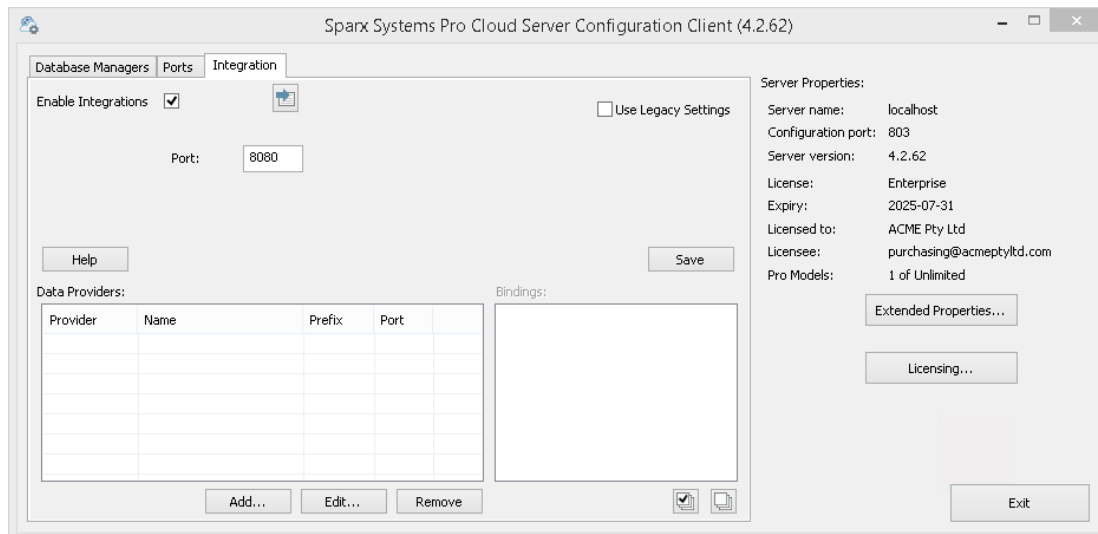 Sparx Systems Pro Cloud Server Configuration Client (4.2.62)
Database Managers Ports Integration
Enable Integrations
Use Legacy Settings
Port: 8080
Help
Save
Data Providers:
Bindings:
Provider Name Prefix Port
Add... Edit... Remove
Server Properties:
Server name: localhost
Configuration port: 803
Server version: 4.2.62
License: Enterprise
Expiry: 2025-07-31
Licensed to: ACME Pty Ltd
Licensee: purchasing@acmeptyltd.com
Pro Models: 1 of Unlimited
Extended Properties...
Licensing...
Exit